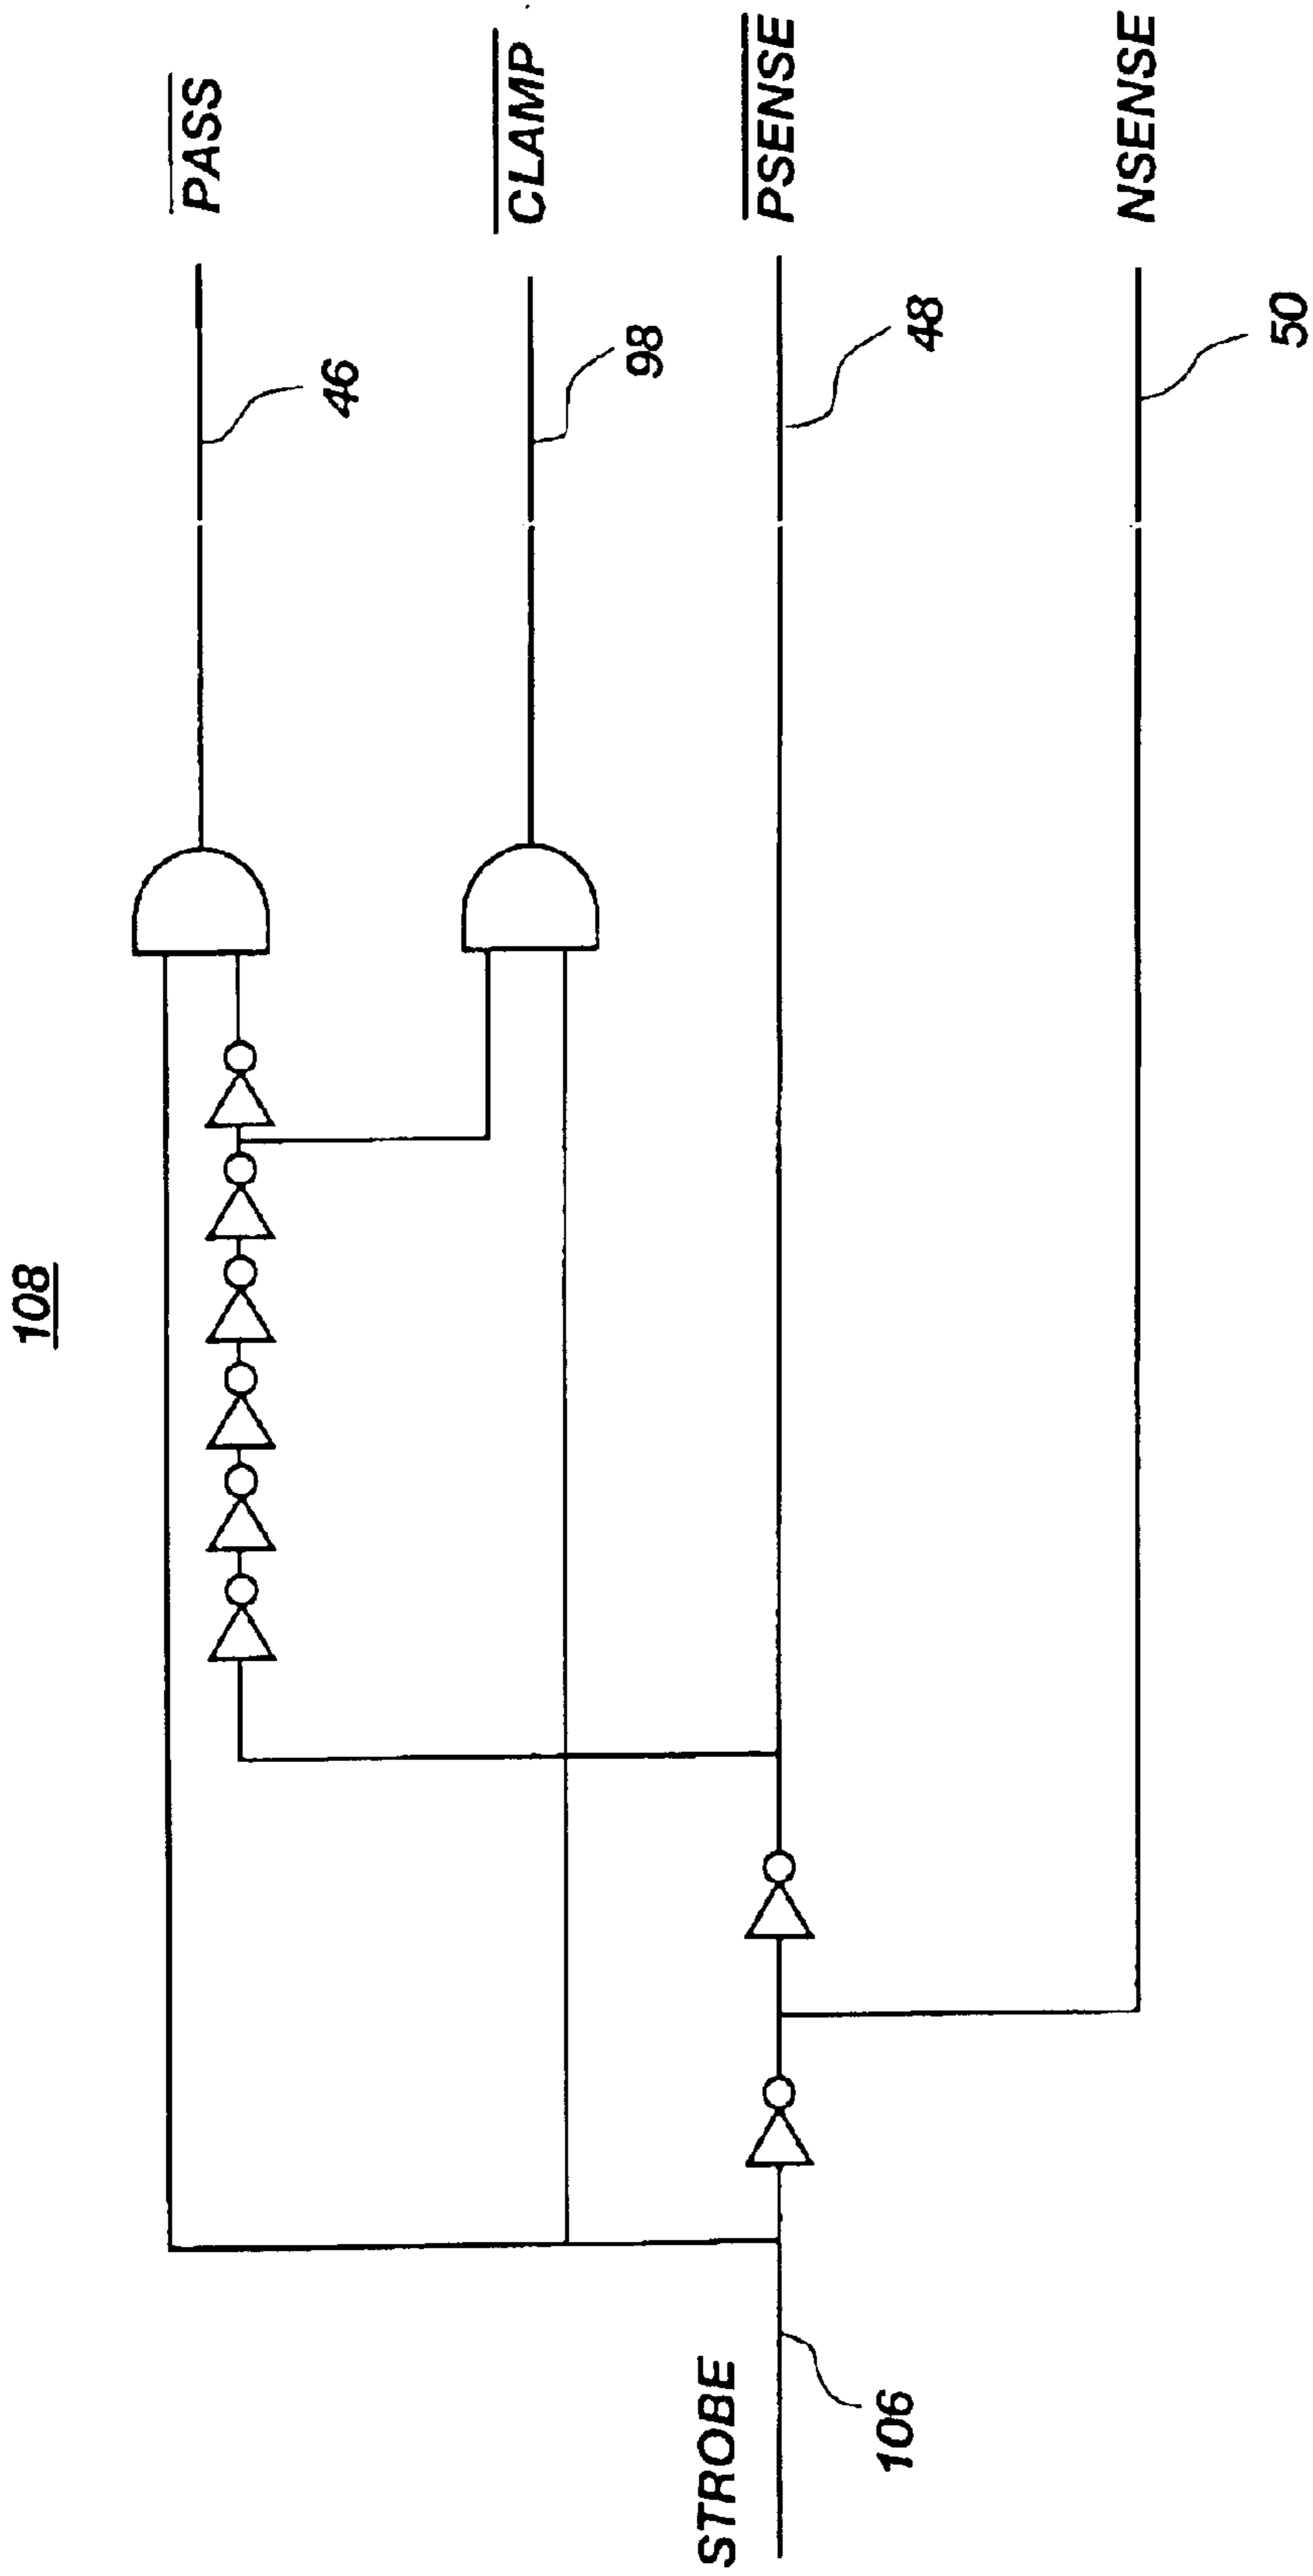 108
PASS
46
CLAMP
98
PSENSE
48
STROBE
106
NSENSE
50